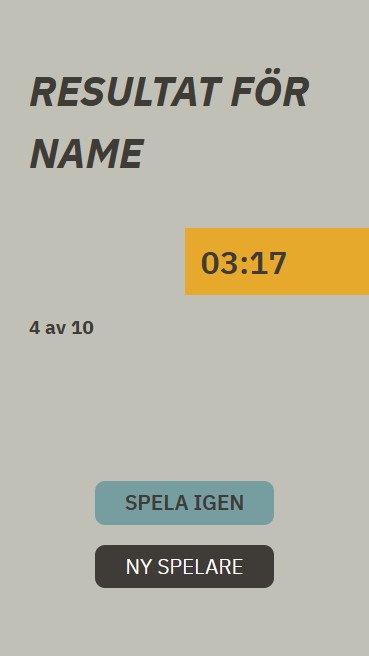 RESULTAT FÖR
NAME
03:17
4 av 10
SPELA IGEN
NY SPELARE